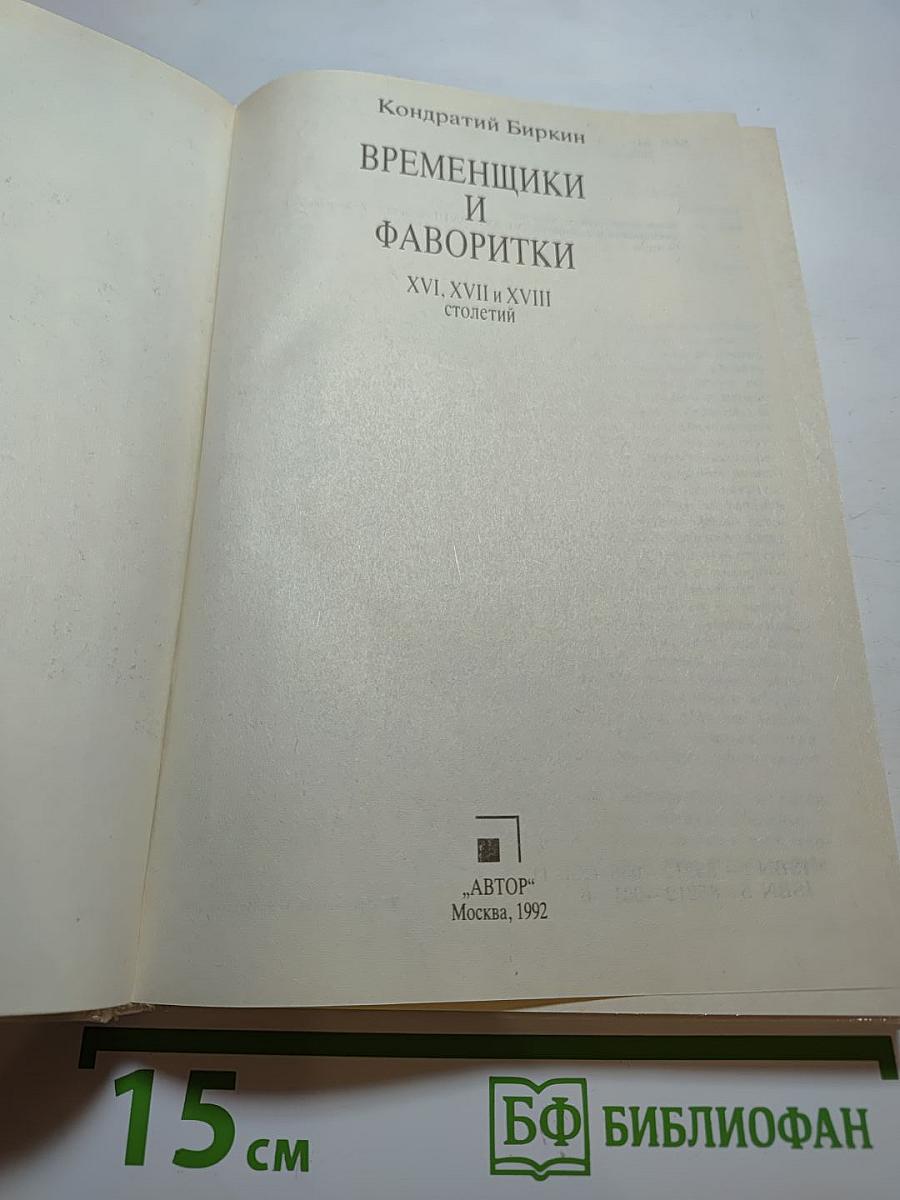 Кондратий Биркин
ВРЕМЕНЩИКИ
И
ФАВОРИТКИ
XVI, XVII и XVIII
столетий
„АВТОР“
Москва, 1992
15 см
БФ БИБЛИОФАН